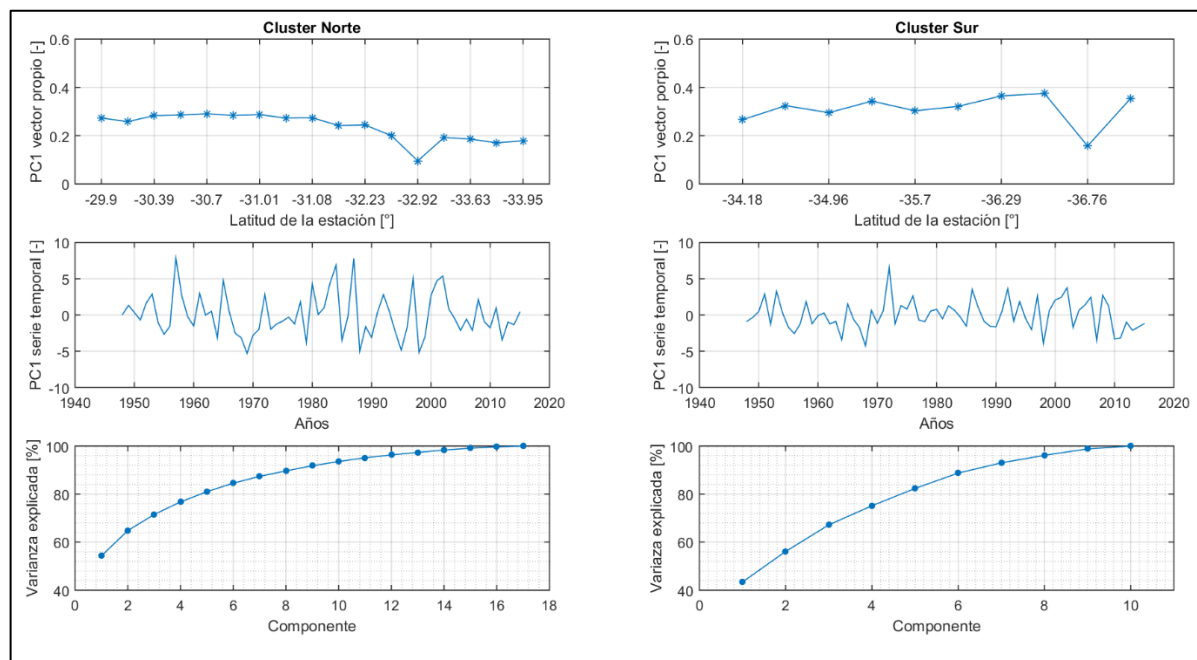 Cluster Norte
PC1 vector propio [-]
0.6
0.4
0.2
0
-29.9 -30.39 -30.7 -31.01 -31.08 -32.23 -32.92 -33.63 -33.95
Latitud de la estación [°]
PC1 serie temporal [-]
10
5
0
-5
-10
1940 1950 1960 1970 1980 1990 2000 2010 2020
Años
Varianza explicada [%]
100
80
60
40
0 2 4 6 8 10 12 14 16 18
Componente
Cluster Sur
PC1 vector porpio [-]
0.6
0.4
0.2
0
-34.18 -34.96 -35.7 -36.29 -36.76
Latitud de la estación [°]
PC1 serie temporal [-]
10
5
0
-5
-10
1940 1950 1960 1970 1980 1990 2000 2010 2020
Años
Variaza explicada [%]
100
80
60
40
0 2 4 6 8 10
Componente